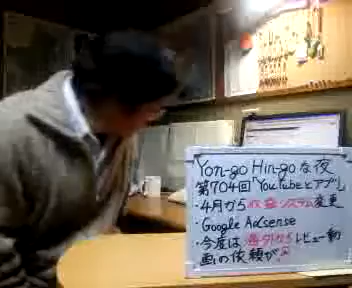 Yon-go Hin-goな夜
第704回「YouTubeとアプリ」
・4月から収益システム変更
・Google Adsense
・今度は海外からレビュー動
画の依頼が